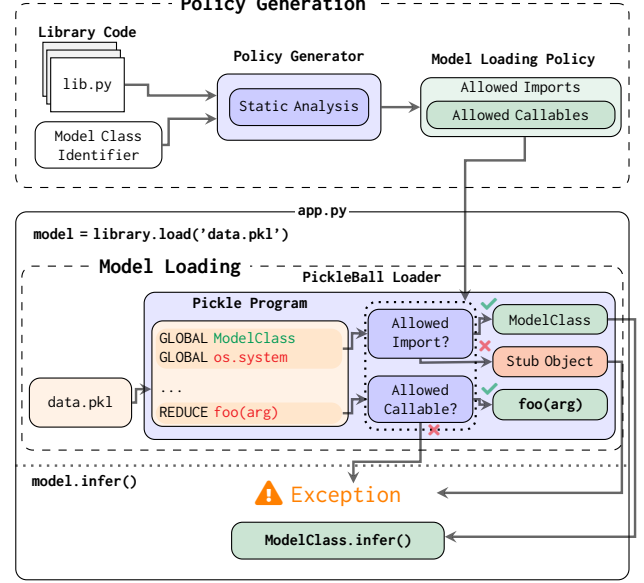 Policy Generation
Library Code
lib.py
Model Class
Identifier
Policy Generator
Static Analysis
Model Loading Policy
Allowed Imports
Allowed Callables
app.py
model = library.load('data.pkl')
Model Loading
PickleBall Loader
Pickle Program
GLOBAL ModelClass
GLOBAL os.system
...
REDUCE foo(arg)
data.pkl
Allowed
Import?
Allowed
Callable?
ModelClass
Stub Object
foo(arg)
model.infer()
Exception
ModelClass.infer()